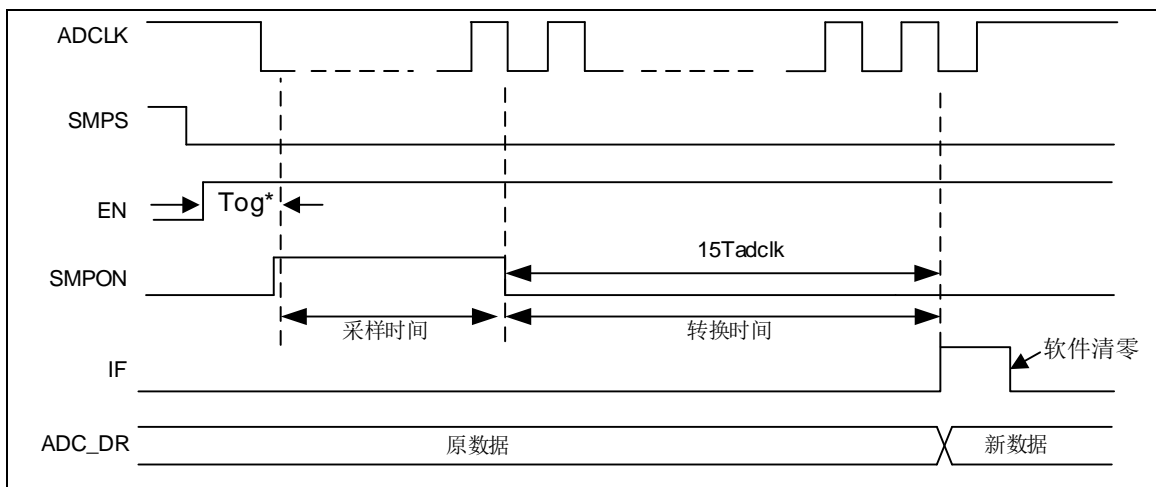 ADCLK
SMPS
EN
Tog*
SMPON
15Tadclk
采样时间
转换时间
IF
软件清零
ADC_DR
原数据
新数据